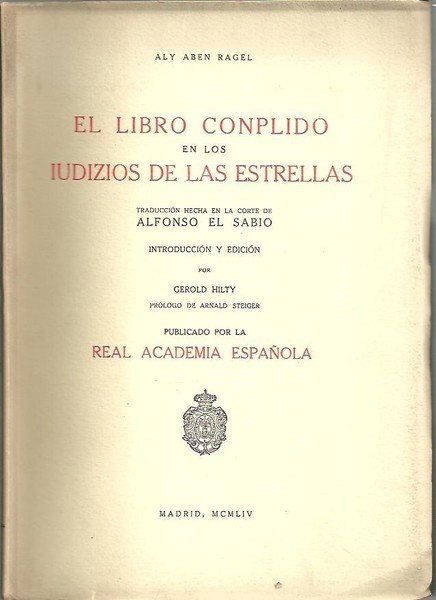 ALY ABEN RAGEL
EL LIBRO CONPLIDO
EN LOS
IUDIZIOS DE LAS ESTRELLAS
TRADUCCIÓN HECHA EN LA CORTE DE
ALFONSO EL SABIO
INTRODUCCIÓN Y EDICIÓN
POR
GEROLD HILTY
PRÓLOGO DE ARNALD STEIGER
PUBLICADO POR LA
REAL ACADEMIA ESPAÑOLA
MADRID, MCMLIV